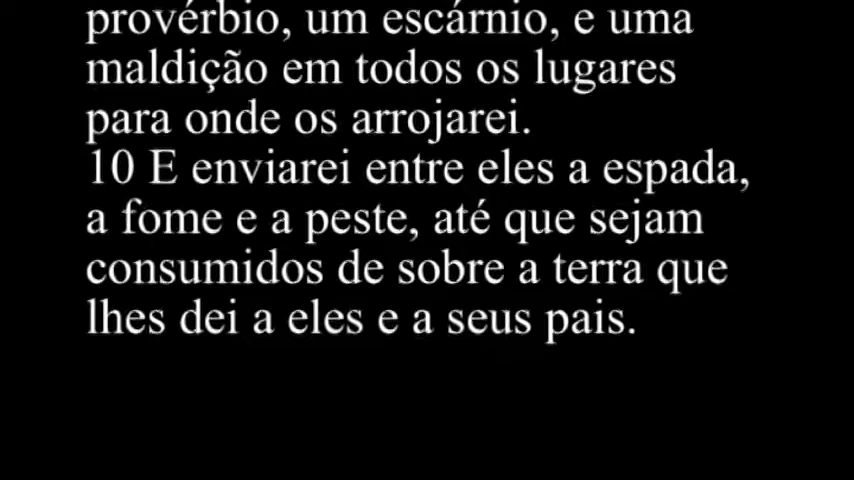 provérbio, um escárnio, e uma
maldição em todos os lugares
para onde os arrojarei.
10 E enviarei entre eles a espada,
a fome e a peste, até que sejam
consumidos de sobre a terra que
lhes dei a eles e a seus pais.